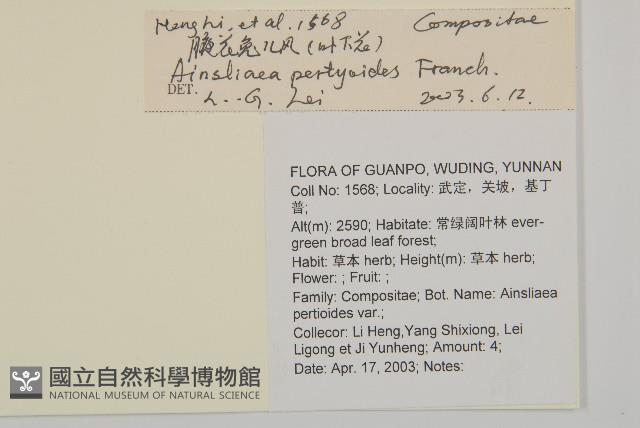 Heng Li, et al. 1568 Compositae
腋花兔儿风(叶下花)
Ainsliaea pertyoides Franch.
DET. L.-G. Lei 2003.6.12.
FLORA OF GUANPO, WUDING, YUNNAN
Coll No: 1568; Locality: 武定，关坡，基丁
普;
Alt(m): 2590; Habitate: 常绿阔叶林 ever-
green broad leaf forest;
Habit: 草本 herb; Height(m): 草本 herb;
Flower: ; Fruit: ;
Family: Compositae; Bot. Name: Ainsliaea
pertioides var.;
Collecor: Li Heng,Yang Shixiong, Lei
Ligong et Ji Yunheng; Amount: 4;
Date: Apr. 17, 2003; Notes:
國立自然科學博物館
NATIONAL MUSEUM OF NATURAL SCIENCE